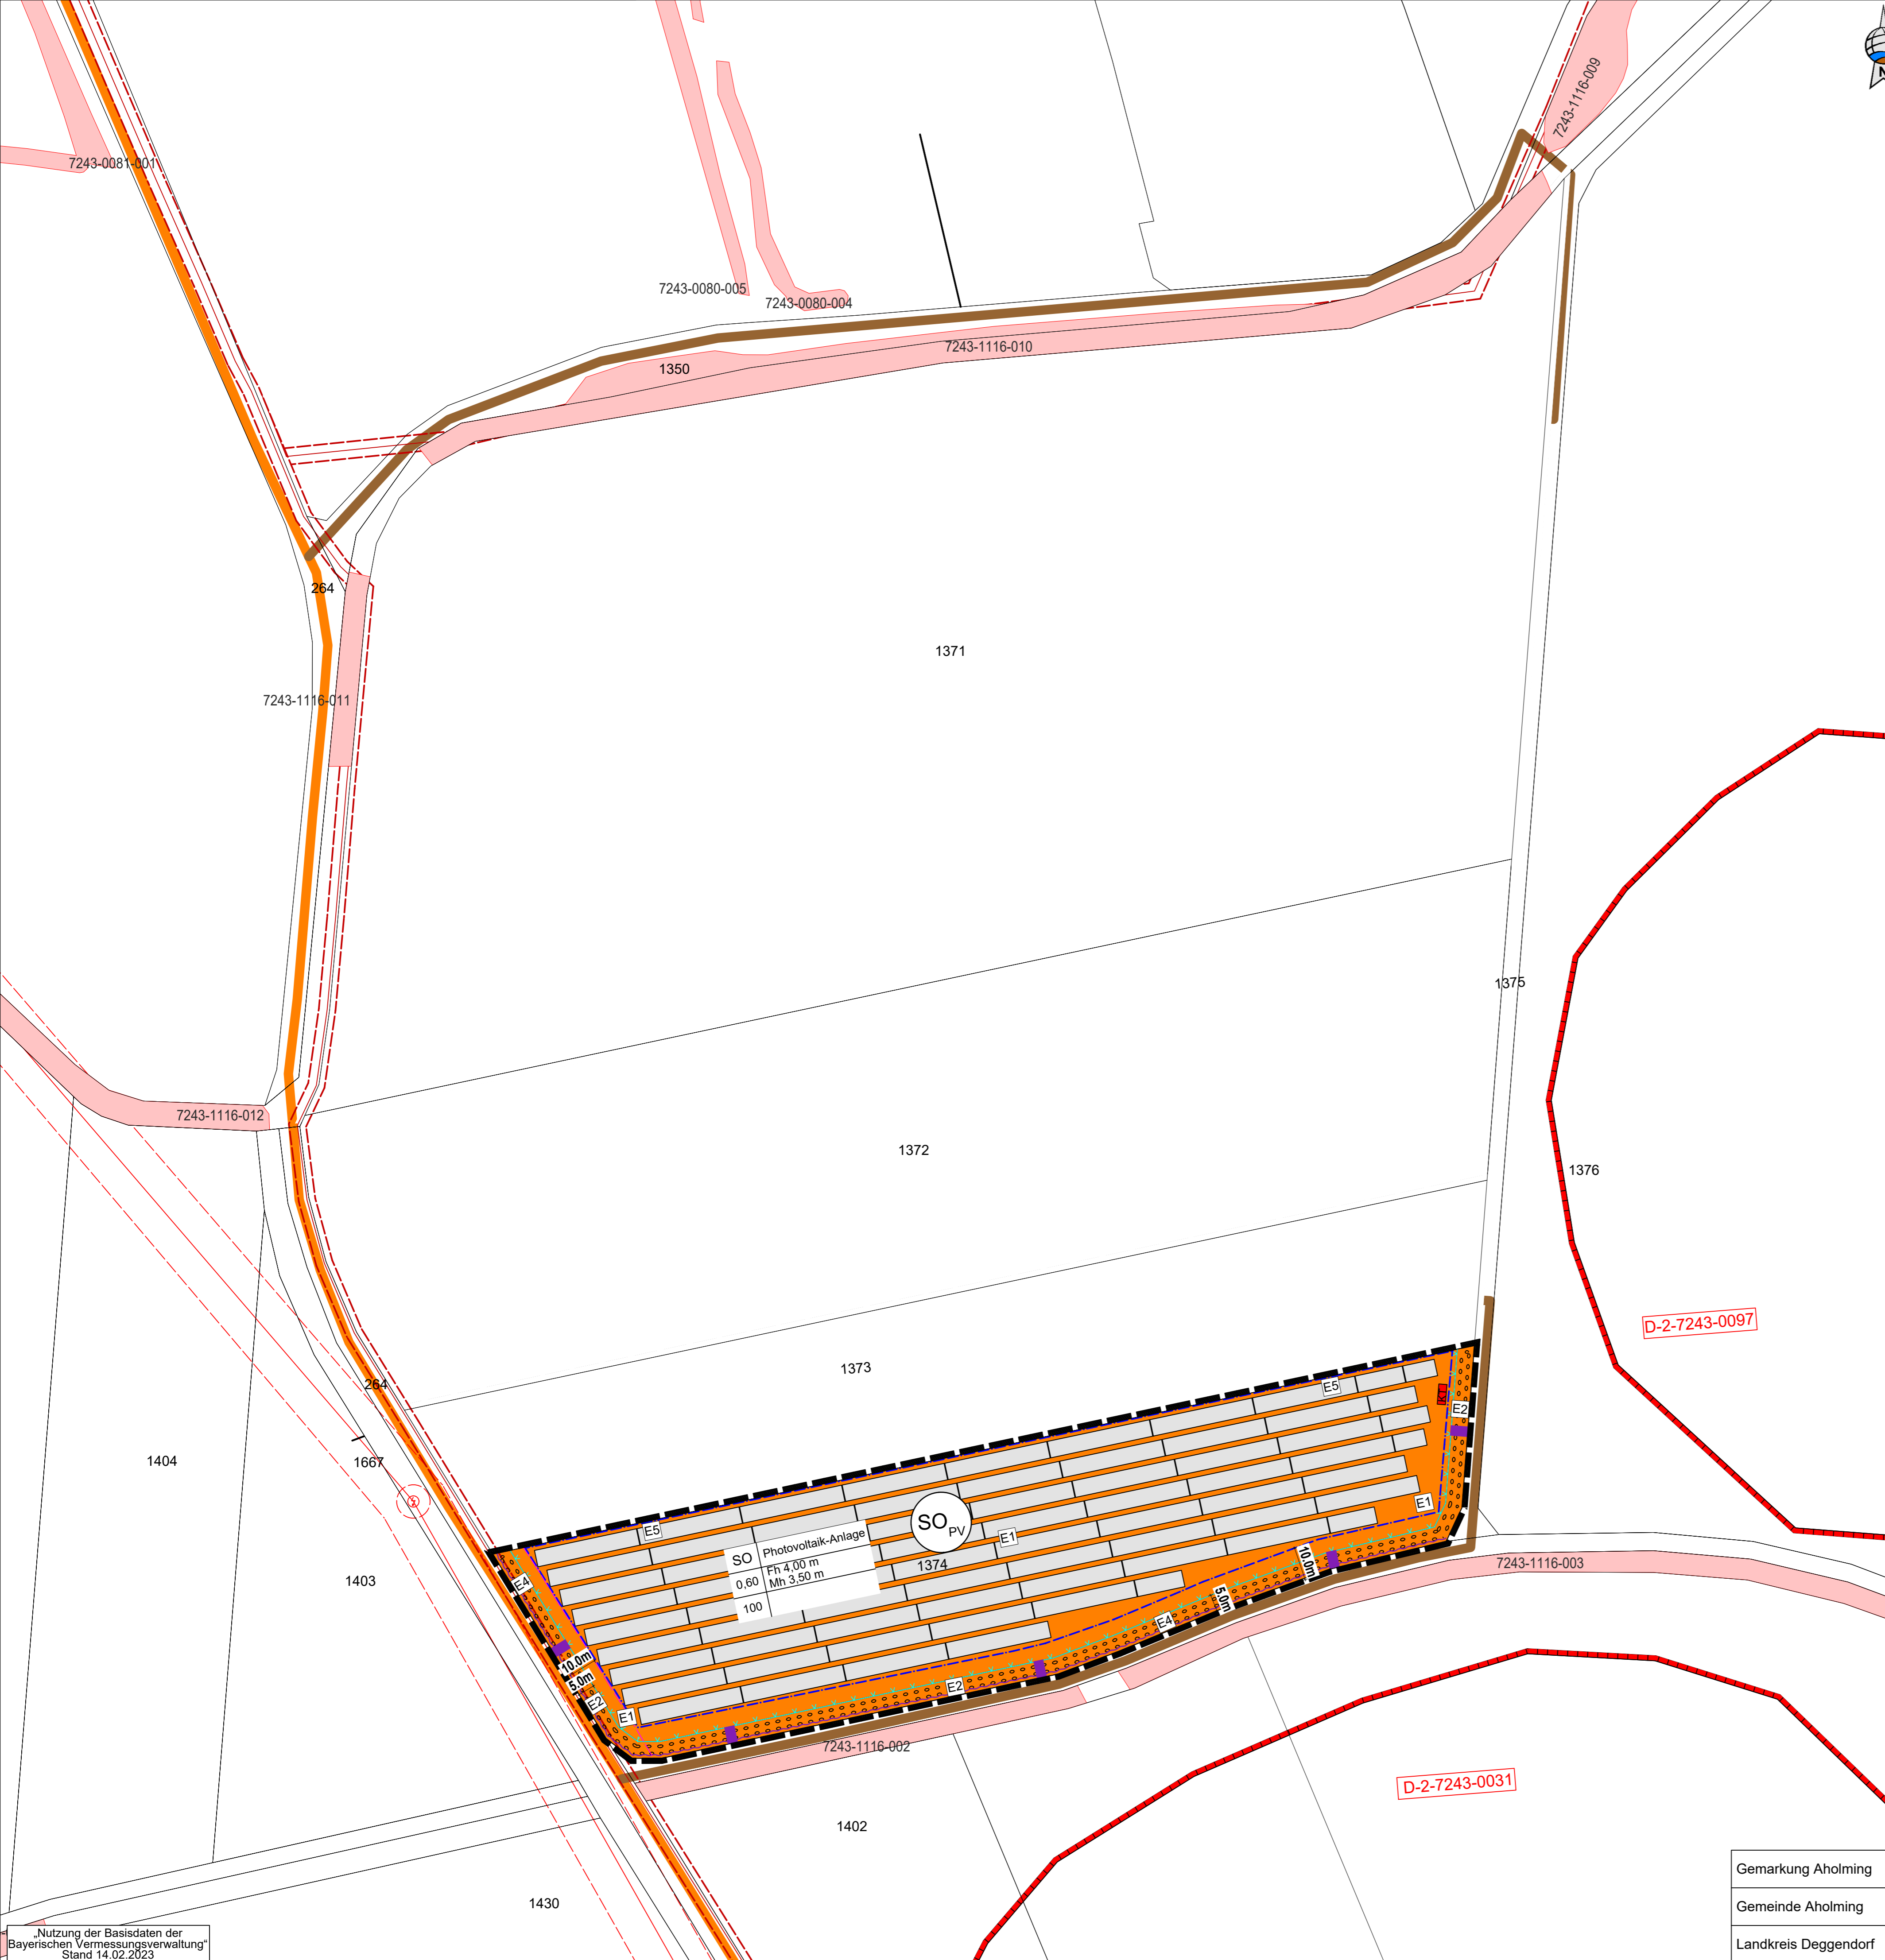 7243-1116-009
N
7243-0081-001
7243-0080-005
7243-0080-004
7243-1116-010
1350
264
1371
7243-1116-011
1375
7243-1116-012
1372
1376
D-2-7243-0097
1373
264
E5
E2
1404
1667
E1
E5
SO PV
E1
SO Photovoltaik-Anlage
0,60 Fh 4,00 m
Mh 3,50 m
100
1374
10.0m
7243-1116-003
1403
E4
5.0m
E4
10.0m
5.0m
E2
E2
E1
7243-1116-002
D-2-7243-0031
1402
Gemarkung Aholming
1430
Gemeinde Aholming
„Nutzung der Basisdaten der
Bayerischen Vermessungsverwaltung“
Stand 14.02.2023
Landkreis Deggendorf